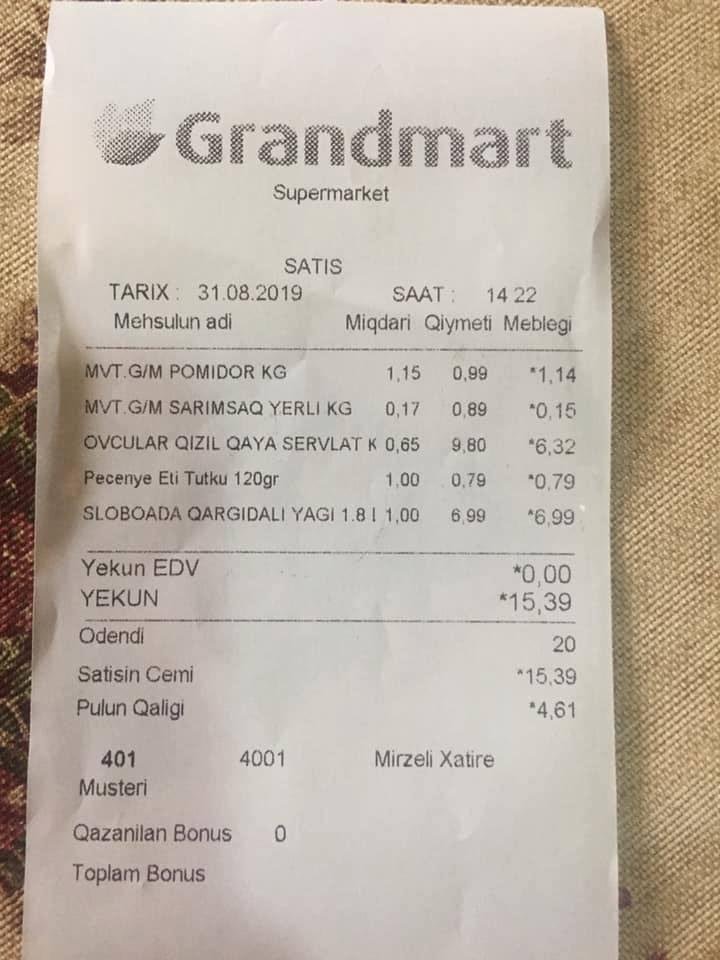 Grandmart
Supermarket
SATIS
TARIX : 31.08.2019 SAAT : 14 22
Mehsulun adi Miqdari Qiymeti Meblegi
MVT.G/M POMIDOR KG 1,15 0,99 *1,14
MVT.G/M SARIMSAQ YERLI KG 0,17 0,89 *0,15
OVCULAR QIZIL QAYA SERVLAT K 0,65 9,80 *6,32
Pecenye Eti Tutku 120gr 1,00 0,79 *0,79
SLOBOADA QARGIDALI YAGI 1.8 l 1,00 6,99 *6,99
Yekun EDV *0,00
YEKUN *15,39
Odendi 20
Satisin Cemi *15,39
Pulun Qaligi *4,61
401 4001 Mirzeli Xatire
Musteri
Qazanilan Bonus 0
Toplam Bonus